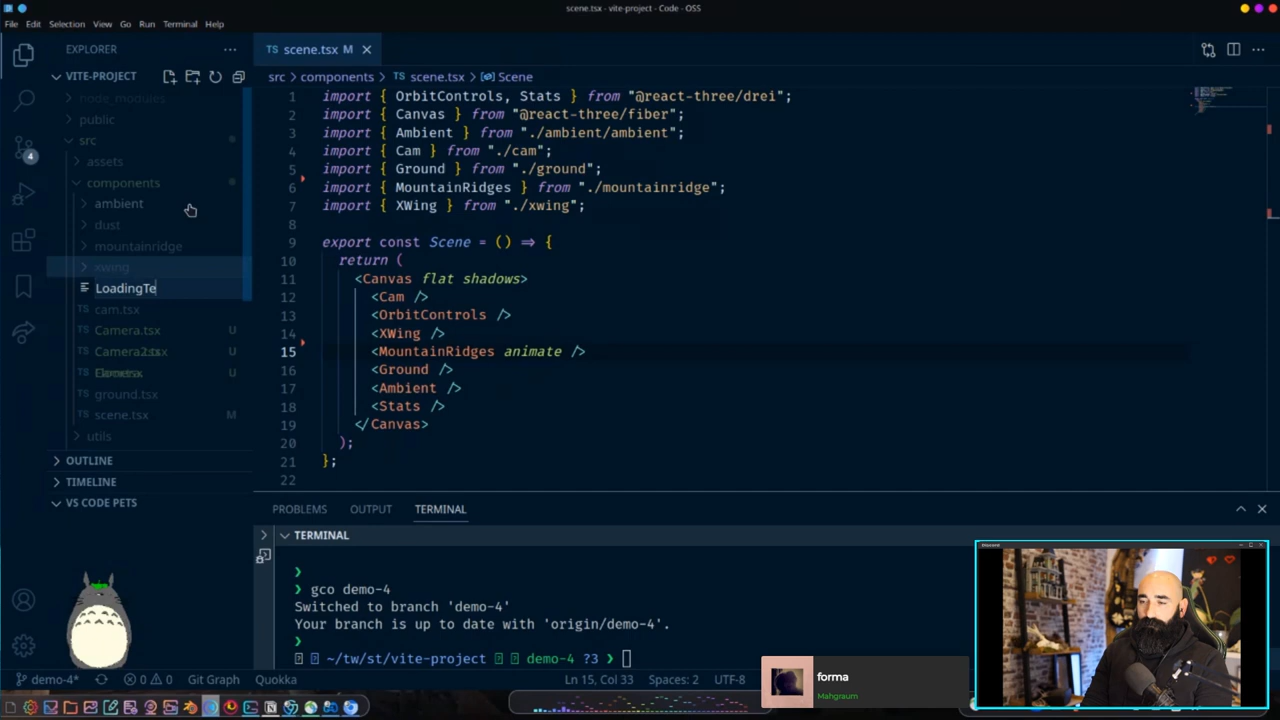 scene.tsx - vite-project - Code - OSS
File Edit Selection View Go Run Terminal Help
EXPLORER
VITE-PROJECT
node_modules
public
src
assets
components
ambient
dust
mountainridge
xwing
LoadingTe
cam.tsx
Camera.tsx U
ground.tsx
scene.tsx M
utils
OUTLINE
TIMELINE
VS CODE PETS
4
scene.tsx M
src > components > scene.tsx > Scene
1 import { OrbitControls, Stats } from "@react-three/drei";
2 import { Canvas } from "@react-three/fiber";
3 import { Ambient } from "./ambient/ambient";
4 import { Cam } from "./cam";
5 import { Ground } from "./ground";
6 import { MountainRidges } from "./mountainridge";
7 import { XWing } from "./xwing";
8
9 export const Scene = () => {
10 return (
11 <Canvas flat shadows>
12 <Cam />
13 <OrbitControls />
14 <XWing />
15 <MountainRidges animate />
16 <Ground />
17 <Ambient />
18 <Stats />
19 </Canvas>
20 );
21 };
22
PROBLEMS OUTPUT TERMINAL
TERMINAL
❯
❯ gco demo-4
Switched to branch 'demo-4'
Your branch is up to date with 'origin/demo-4'.
❯
~/tw/st/vite-project demo-4 ?3 ❯
demo-4* 0 0 Git Graph Quokka Ln 15, Col 33 Spaces: 2 UTF-8
forma
Mahgraum
Discord